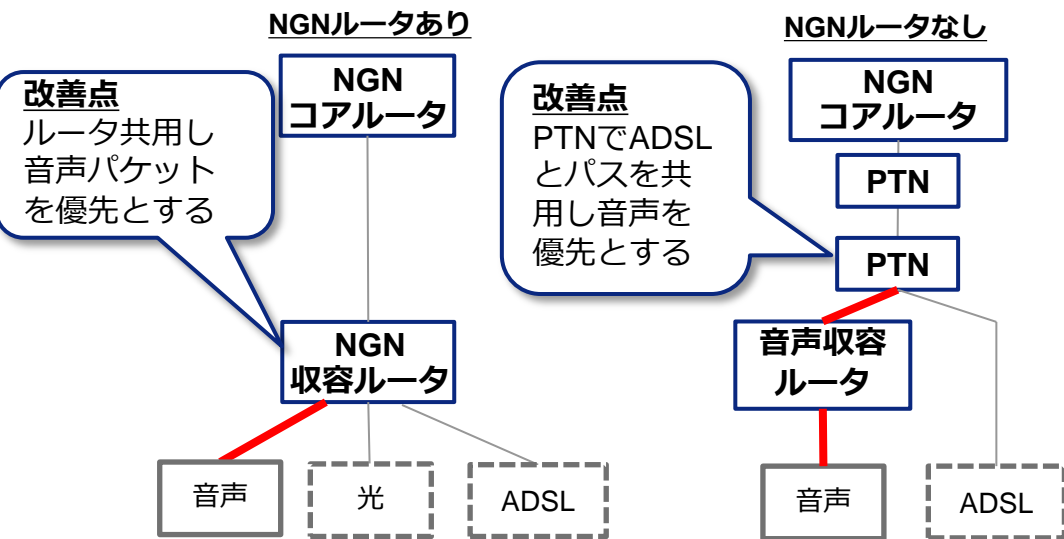 NGNルータあり
改善点
ルータ共用し
音声パケット
を優先とする
NGN
コアルータ
NGN
収容ルータ
音声
光
ADSL
NGNルータなし
改善点
PTNでADSL
とパスを共
用し音声を
優先とする
NGN
コアルータ
PTN
PTN
音声収容
ルータ
音声
ADSL